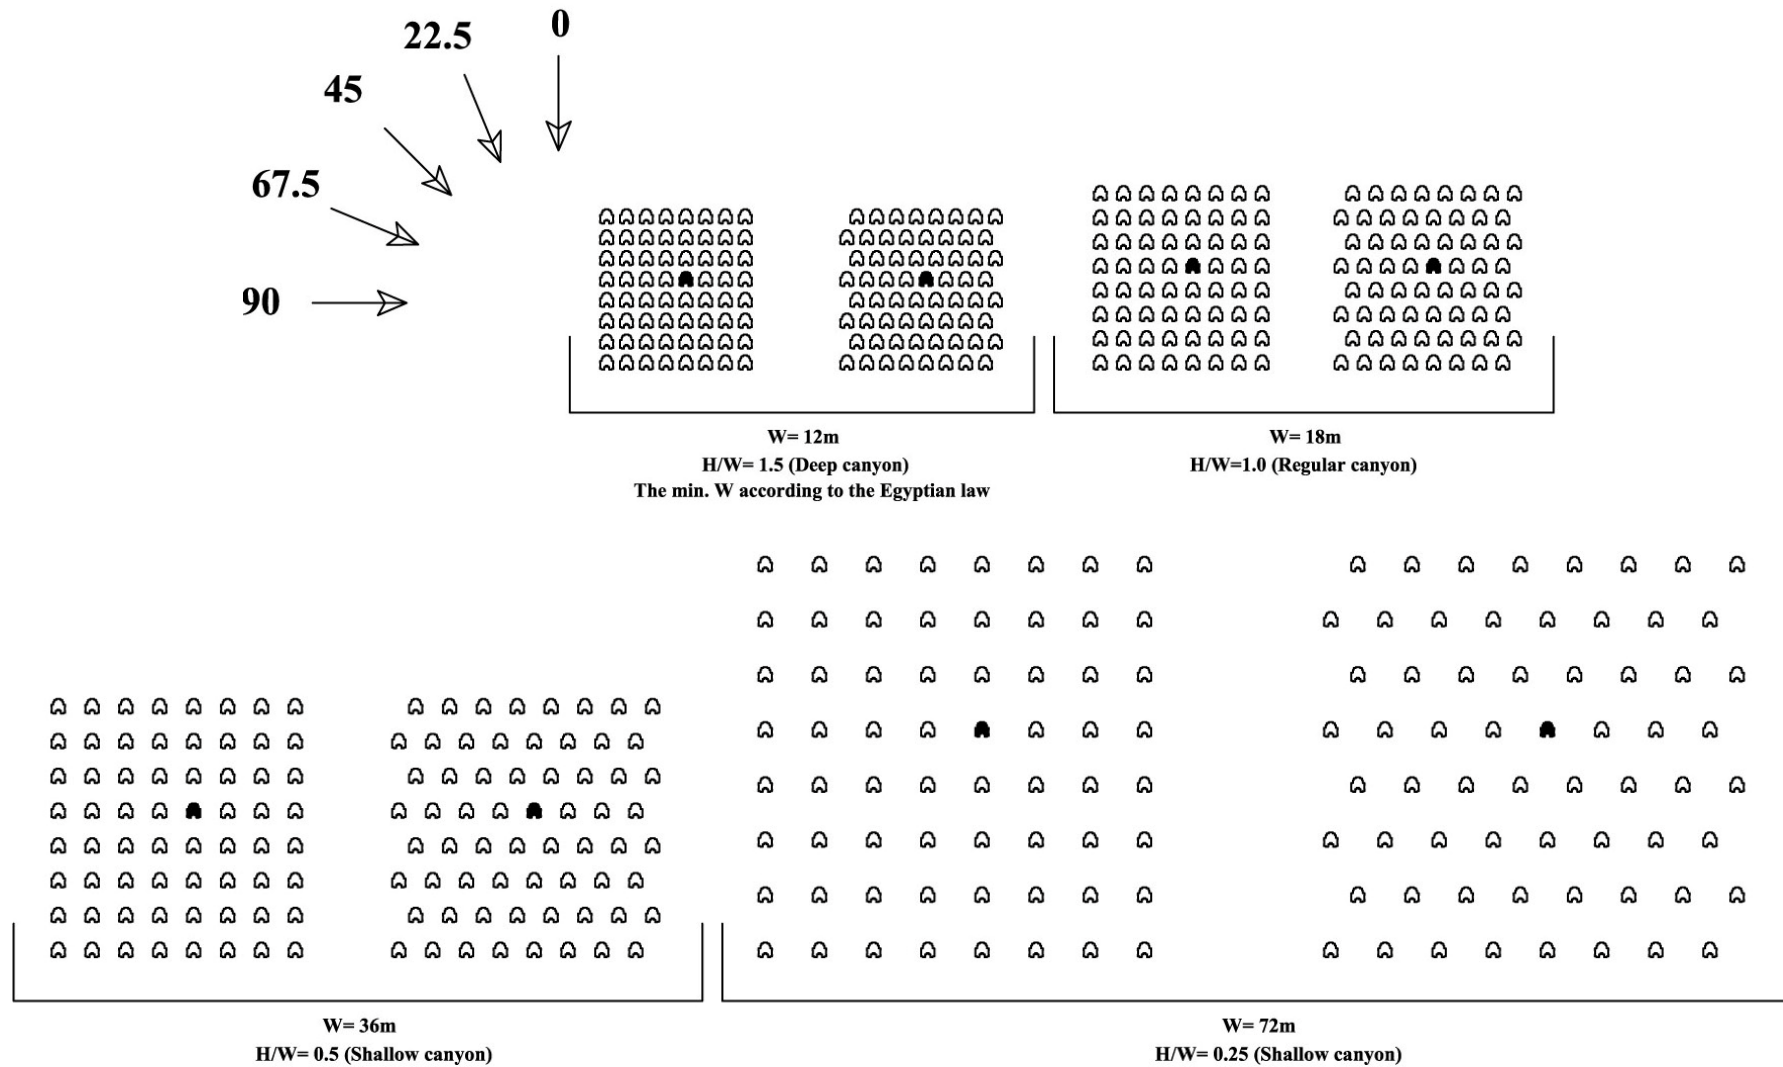 0
22.5
45
67.5
90
W= 12m
H/W= 1.5 (Deep canyon)
The min. W according to the Egyptian law
W= 18m
H/W=1.0 (Regular canyon)
W= 36m
H/W= 0.5 (Shallow canyon)
W= 72m
H/W= 0.25 (Shallow canyon)